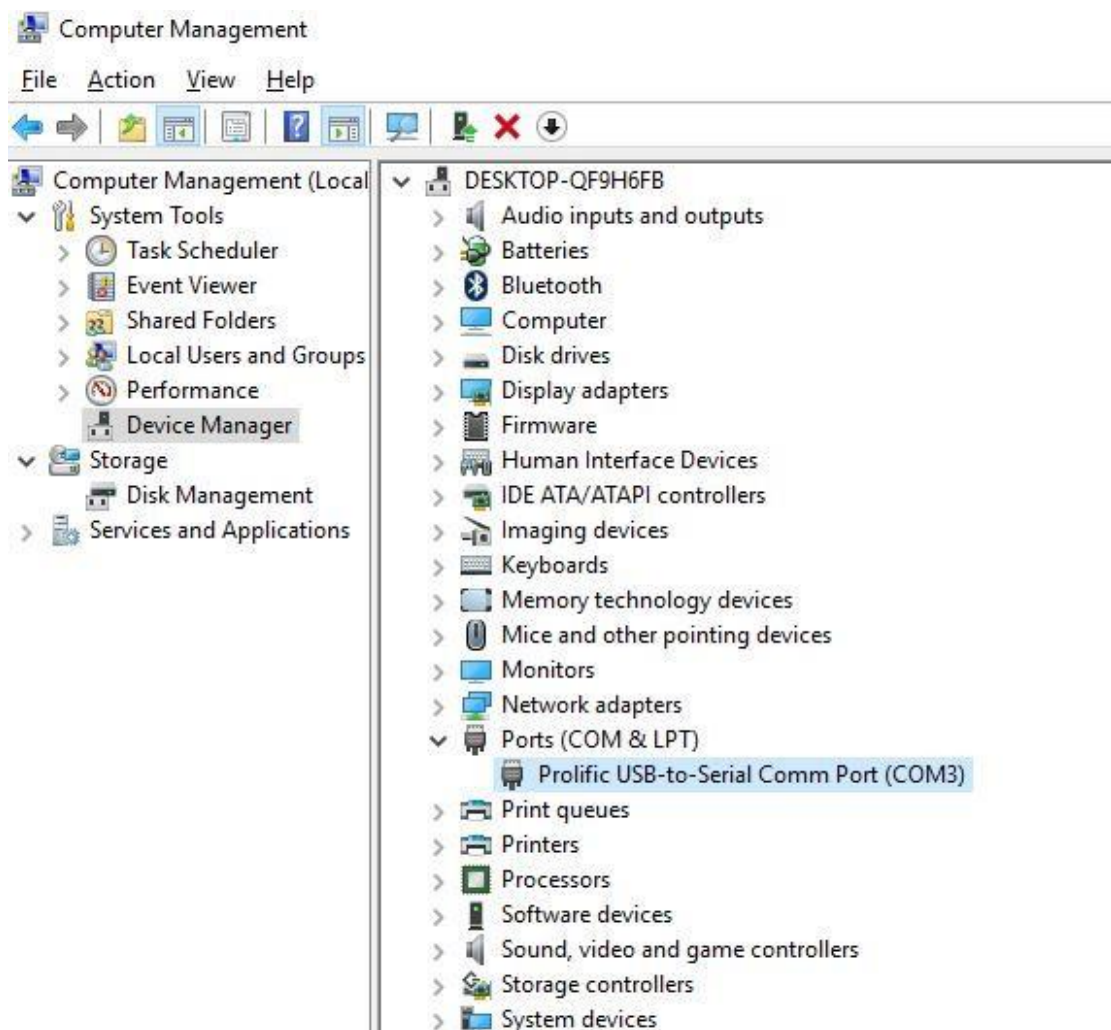 Computer Management
File Action View Help
Computer Management (Local
System Tools
Task Scheduler
Event Viewer
Shared Folders
Local Users and Groups
Performance
Device Manager
Storage
Disk Management
Services and Applications
DESKTOP-QF9H6FB
Audio inputs and outputs
Batteries
Bluetooth
Computer
Disk drives
Display adapters
Firmware
Human Interface Devices
IDE ATA/ATAPI controllers
Imaging devices
Keyboards
Memory technology devices
Mice and other pointing devices
Monitors
Network adapters
Ports (COM & LPT)
Prolific USB-to-Serial Comm Port (COM3)
Print queues
Printers
Processors
Software devices
Sound, video and game controllers
Storage controllers
System devices